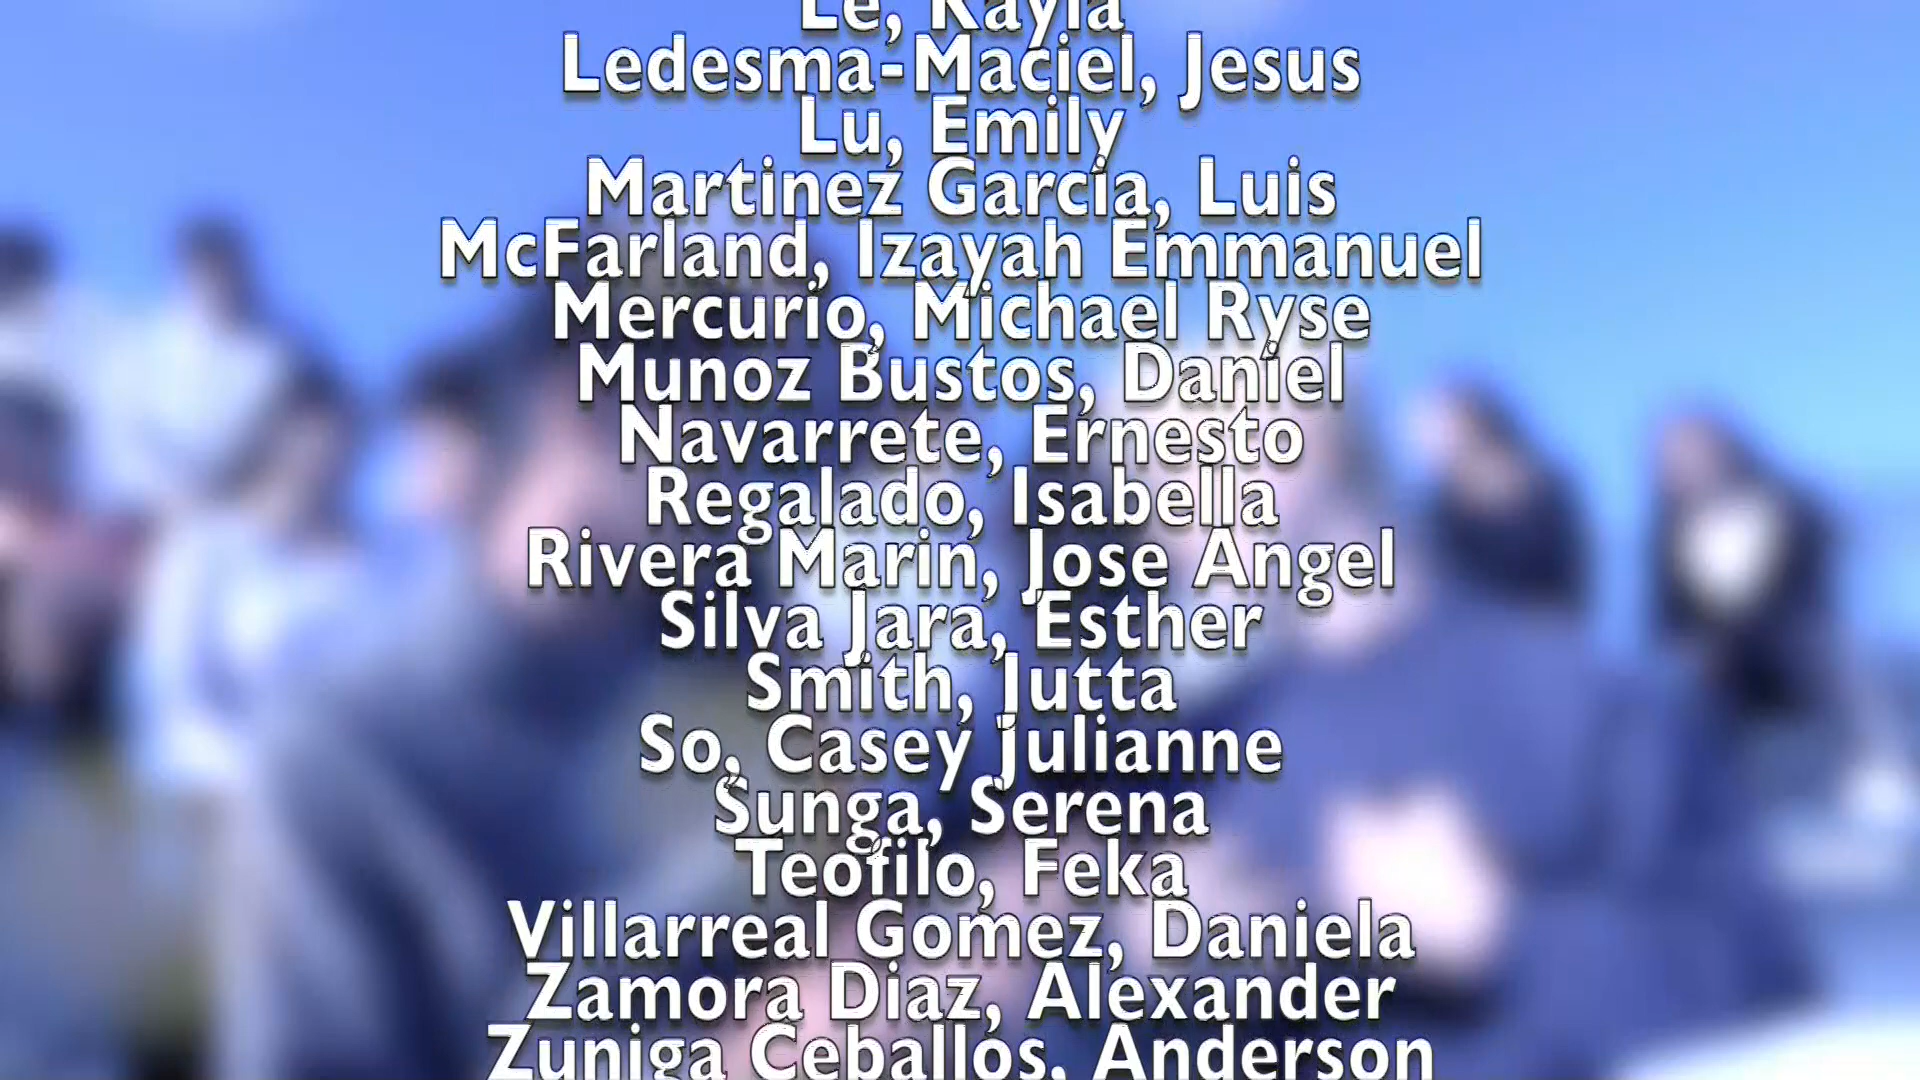 Le, Kayla
Ledesma-Maciel, Jesus
Lu, Emily
Martinez Garcia, Luis
McFarland, Izayah Emmanuel
Mercurio, Michael Ryse
Munoz Bustos, Daniel
Navarrete, Ernesto
Regalado, Isabella
Rivera Marin, Jose Angel
Silva Jara, Esther
Smith, Jutta
So, Casey Julianne
Sunga, Serena
Teofilo, Feka
Villarreal Gomez, Daniela
Zamora Diaz, Alexander
Zuniga Ceballos, Anderson